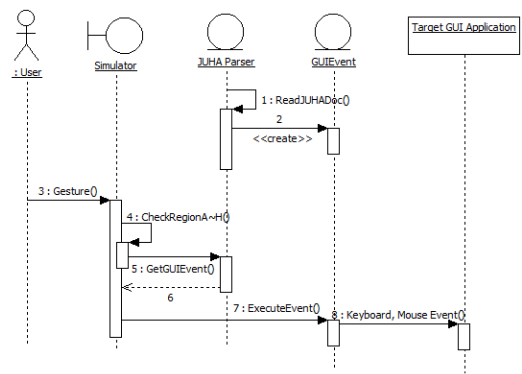 : User
Simulator
JUHA Parser
GUIEvent
Target GUI Application
1 : ReadJUHADoc()
2
<<create>>
3 : Gesture()
4 : CheckRegionA~H()
5 : GetGUIEvent()
6
7 : ExecuteEvent()
8 : Keyboard, Mouse Event()